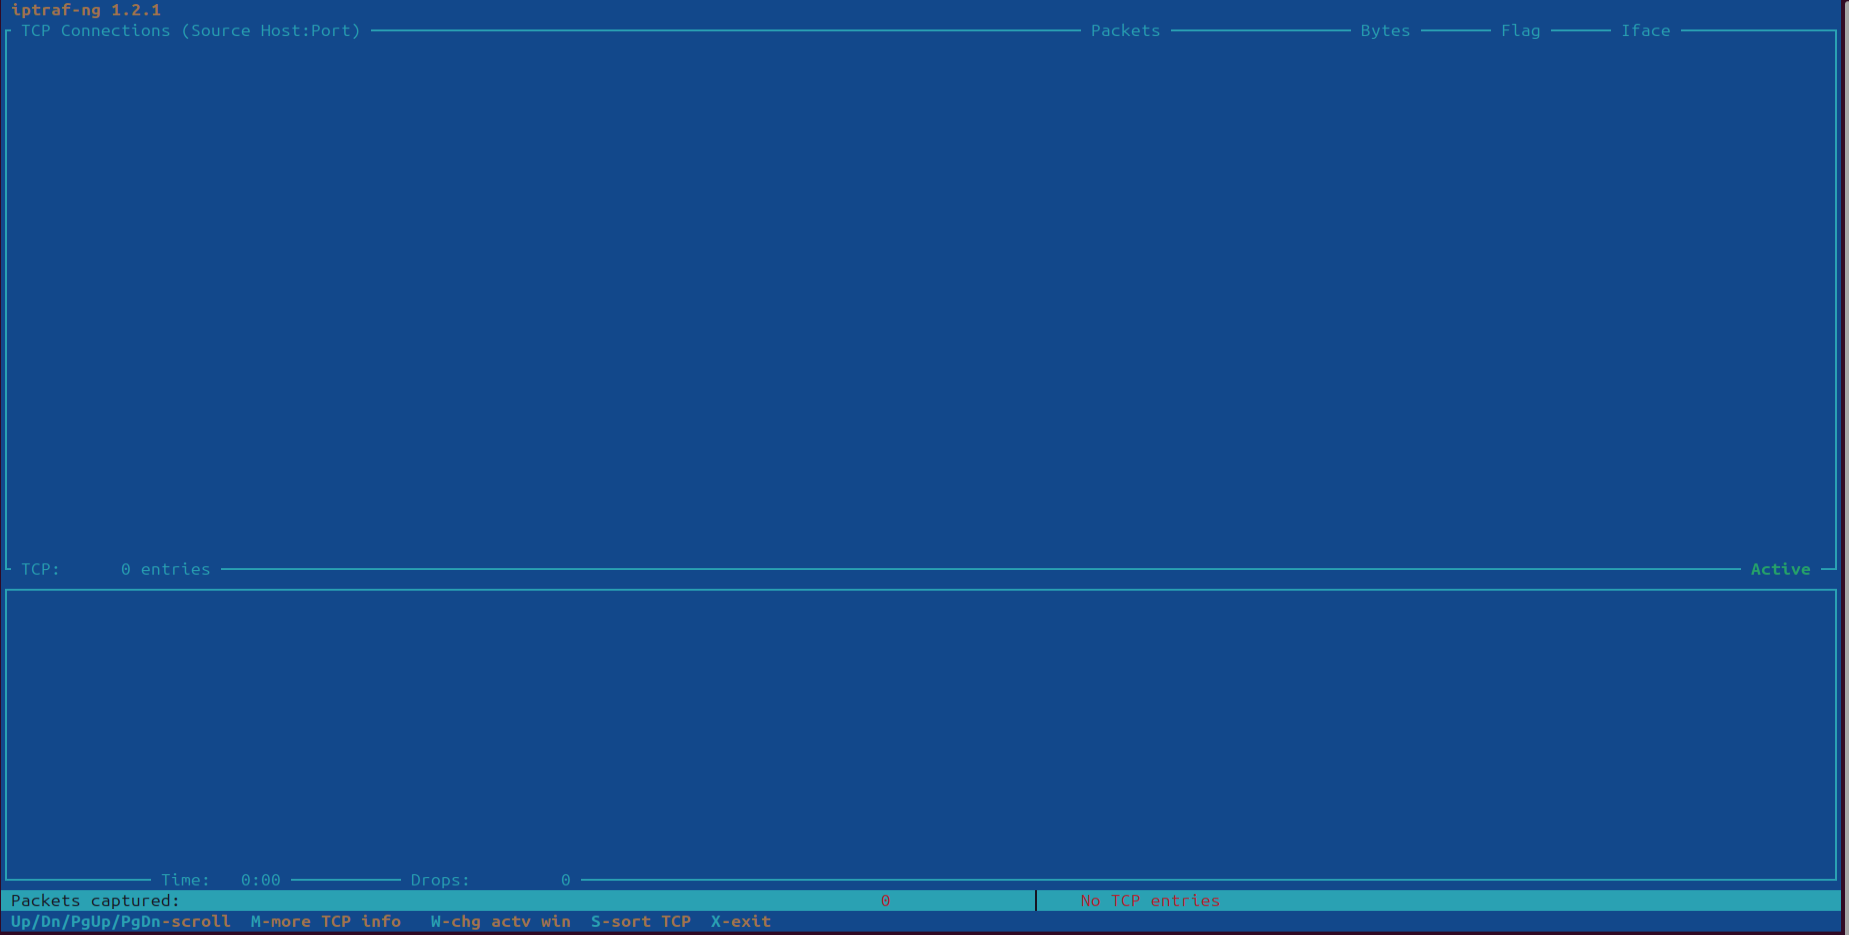 iptraf-ng 1.2.1
TCP Connections (Source Host:Port) Packets Bytes Flag Iface
TCP: 0 entries Active
Time: 0:00 Drops: 0
Packets captured: 0 No TCP entries
Up/Dn/PgUp/PgDn-scroll M-more TCP info W-chg actv win S-sort TCP X-exit